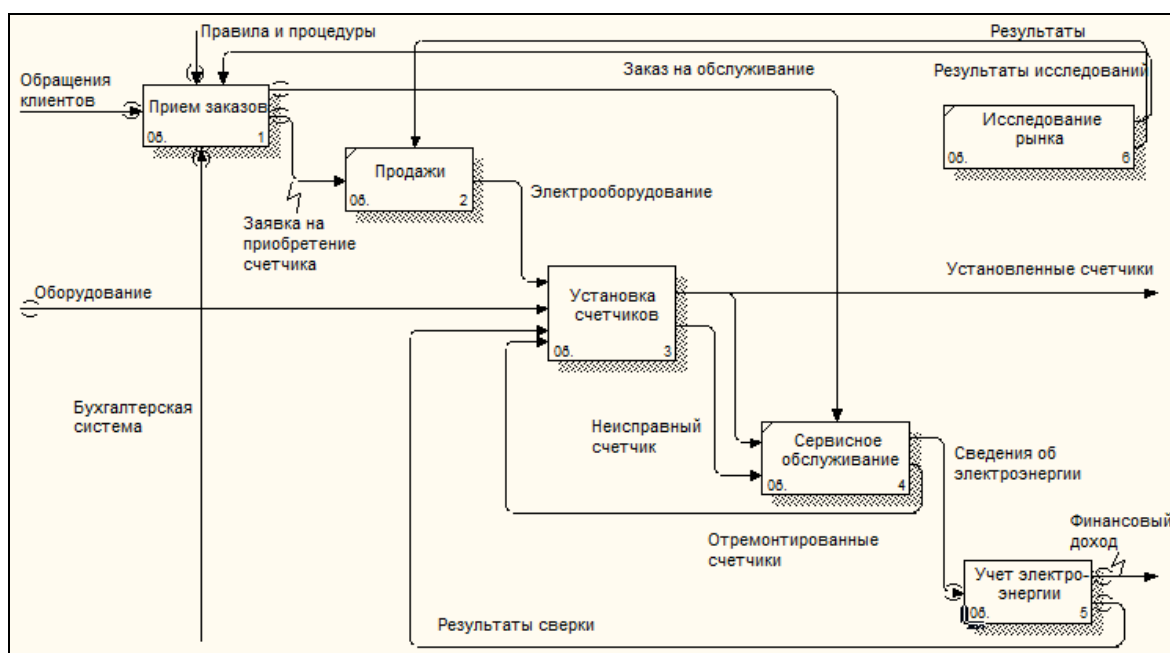 Правила и процедуры
Результаты
Обращения
клиентов
Заказ на обслуживание
Результаты исследований
Прием заказов
0б. 1
Исследование
рынка
0б. 6
Продажи
0б. 2
Электрооборудование
Заявка на
приобретение
счетчика
Оборудование
Установленные счетчики
Установка
счетчиков
0б. 3
Бухгалтерская
система
Неисправный
счетчик
Сервисное
обслуживание
0б. 4
Сведения об
электроэнергии
Отремонтированные
счетчики
Финансовый
доход
Учет электро-
энергии
0б. 5
Результаты сверки